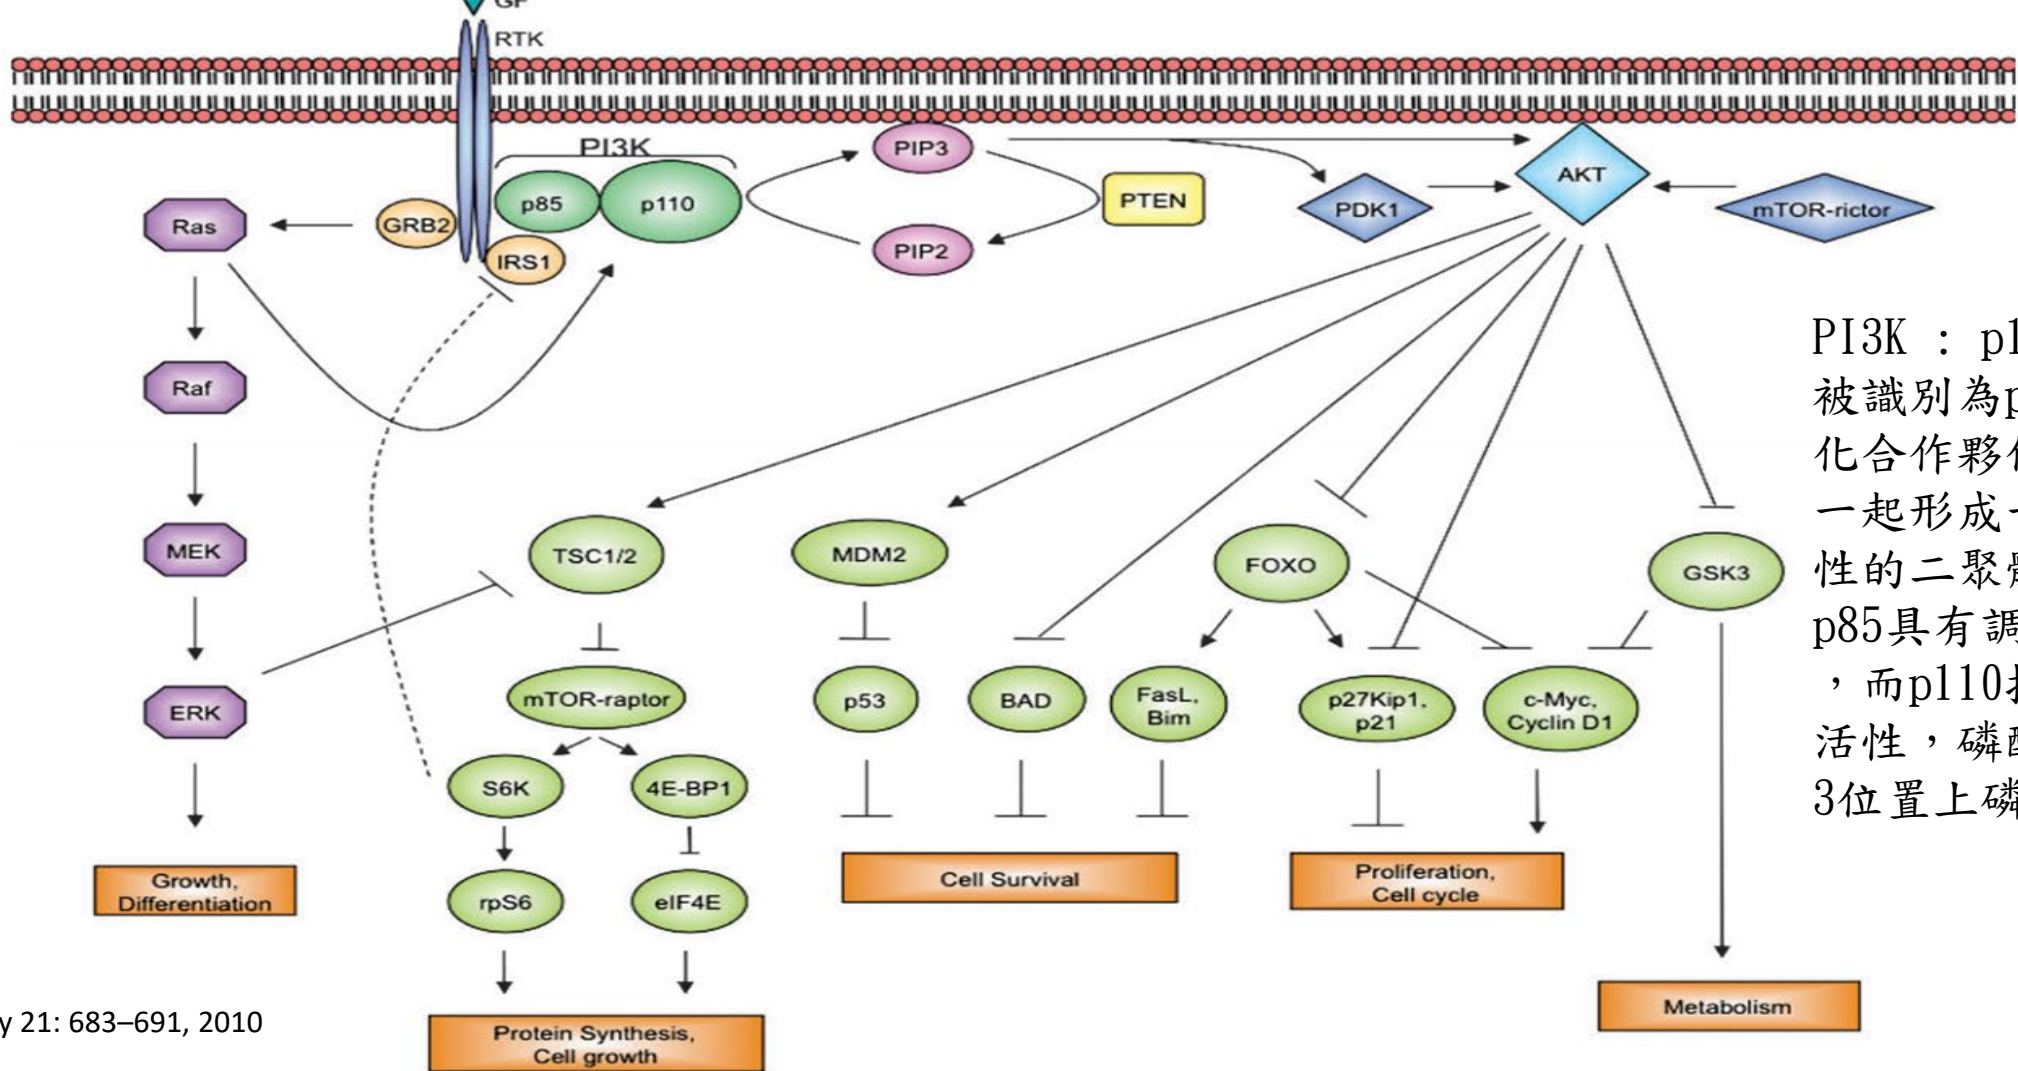 GF
RTK
PI3K
p85
p110
GRB2
IRS1
Ras
PIP3
PIP2
PTEN
PDK1
AKT
mTOR-rictor
Raf
MEK
ERK
TSC1/2
MDM2
FOXO
GSK3
mTOR-raptor
p53
BAD
FasL,
Bim
p27Kip1,
p21
c-Myc,
Cyclin D1
S6K
4E-BP1
rpS6
eIF4E
Growth,
Differentiation
Cell Survival
Proliferation,
Cell cycle
Metabolism
Protein Synthesis,
Cell growth
PI3K : p1
被識別為p
化合作夥
一起形成
性的二聚
p85具有調
，而p110
活性，磷
3位置上磷
y 21: 683–691, 2010